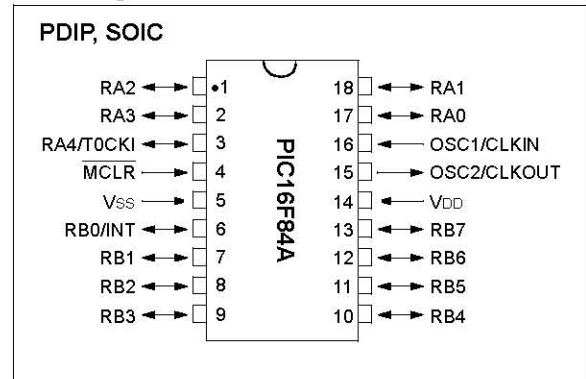 PDIP, SOIC
RA2 1 18 RA1
RA3 2 17 RA0
RA4/T0CKI 3 16 OSC1/CLKIN
MCLR 4 15 OSC2/CLKOUT
VSS 5 14 VDD
RB0/INT 6 13 RB7
RB1 7 12 RB6
RB2 8 11 RB5
RB3 9 10 RB4
PIC16F84A